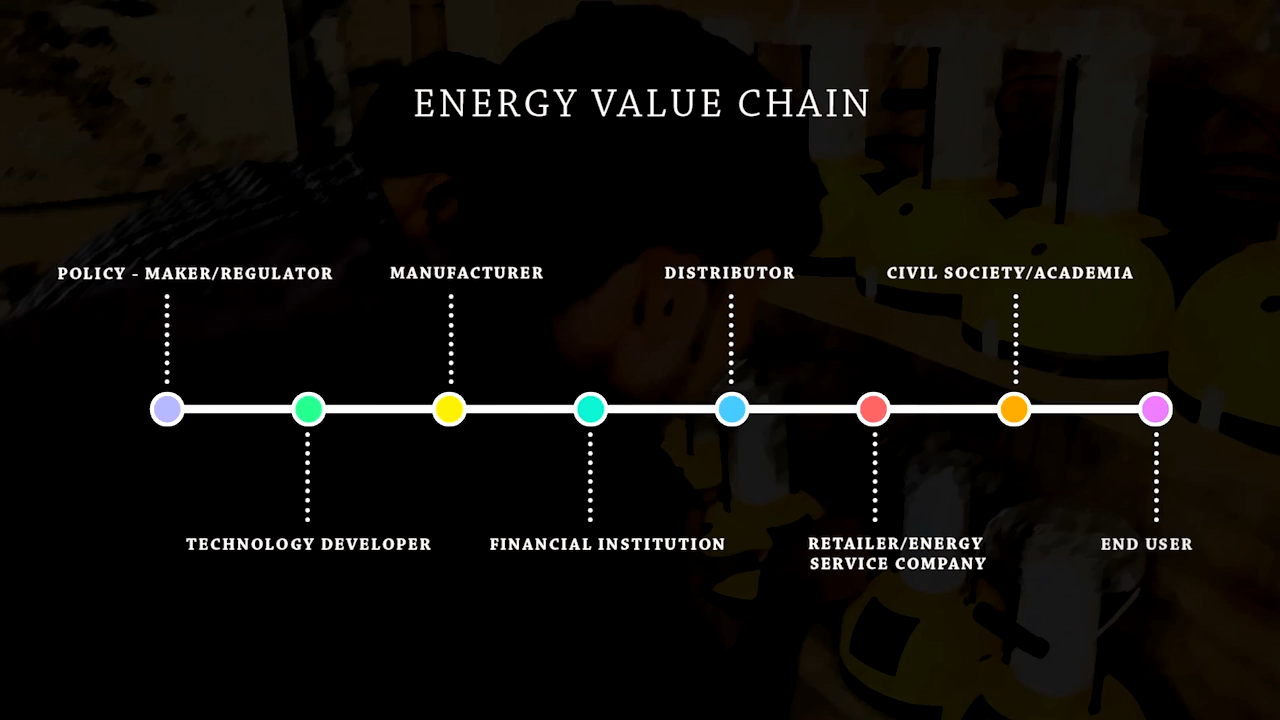 ENERGY VALUE CHAIN
POLICY - MAKER/REGULATOR
MANUFACTURER
DISTRIBUTOR
CIVIL SOCIETY/ACADEMIA
TECHNOLOGY DEVELOPER
FINANCIAL INSTITUTION
RETAILER/ENERGY
SERVICE COMPANY
END USER